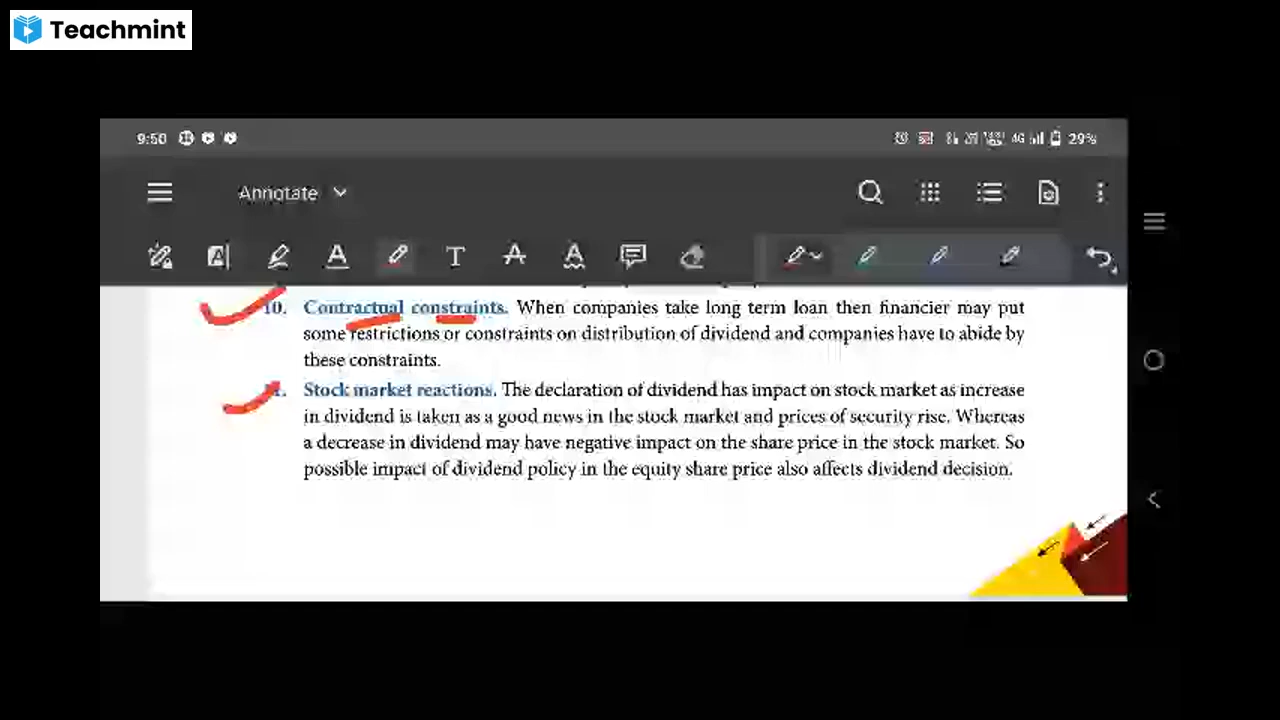 Teachmint
9:50
4G 29%
Annotate
T
10. Contractual constraints. When companies take long term loan then financier may put
some restrictions or constraints on distribution of dividend and companies have to abide by
these constraints.
Stock market reactions. The declaration of dividend has impact on stock market as increase
in dividend is taken as a good news in the stock market and prices of security rise. Whereas
a decrease in dividend may have negative impact on the share price in the stock market. So
possible impact of dividend policy in the equity share price also affects dividend decision.